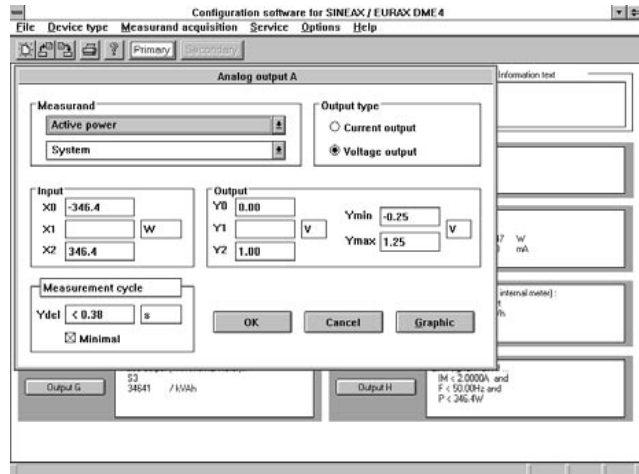 Configuration software for SINEAX / EURAX DME4
File Device type Measurand acquisition Service Options Help
Primary Secondary
Analog output A
Information text
Measurand
Active power
System
Output type
Current output
Voltage output
Input
X0 -346.4
X1 W
X2 346.4
Output
Y0 0.00
Y1 V
Y2 1.00
Ymin -0.25
Ymax 1.25
V
W
mA
Measurement cycle
Ydel < 0.38 s
Minimal
OK Cancel Graphic
internal meter) :
Output G
S3
34641 / kVAh
Output H
IM < 2.0000A and
F < 50.00Hz and
P < 346.4W